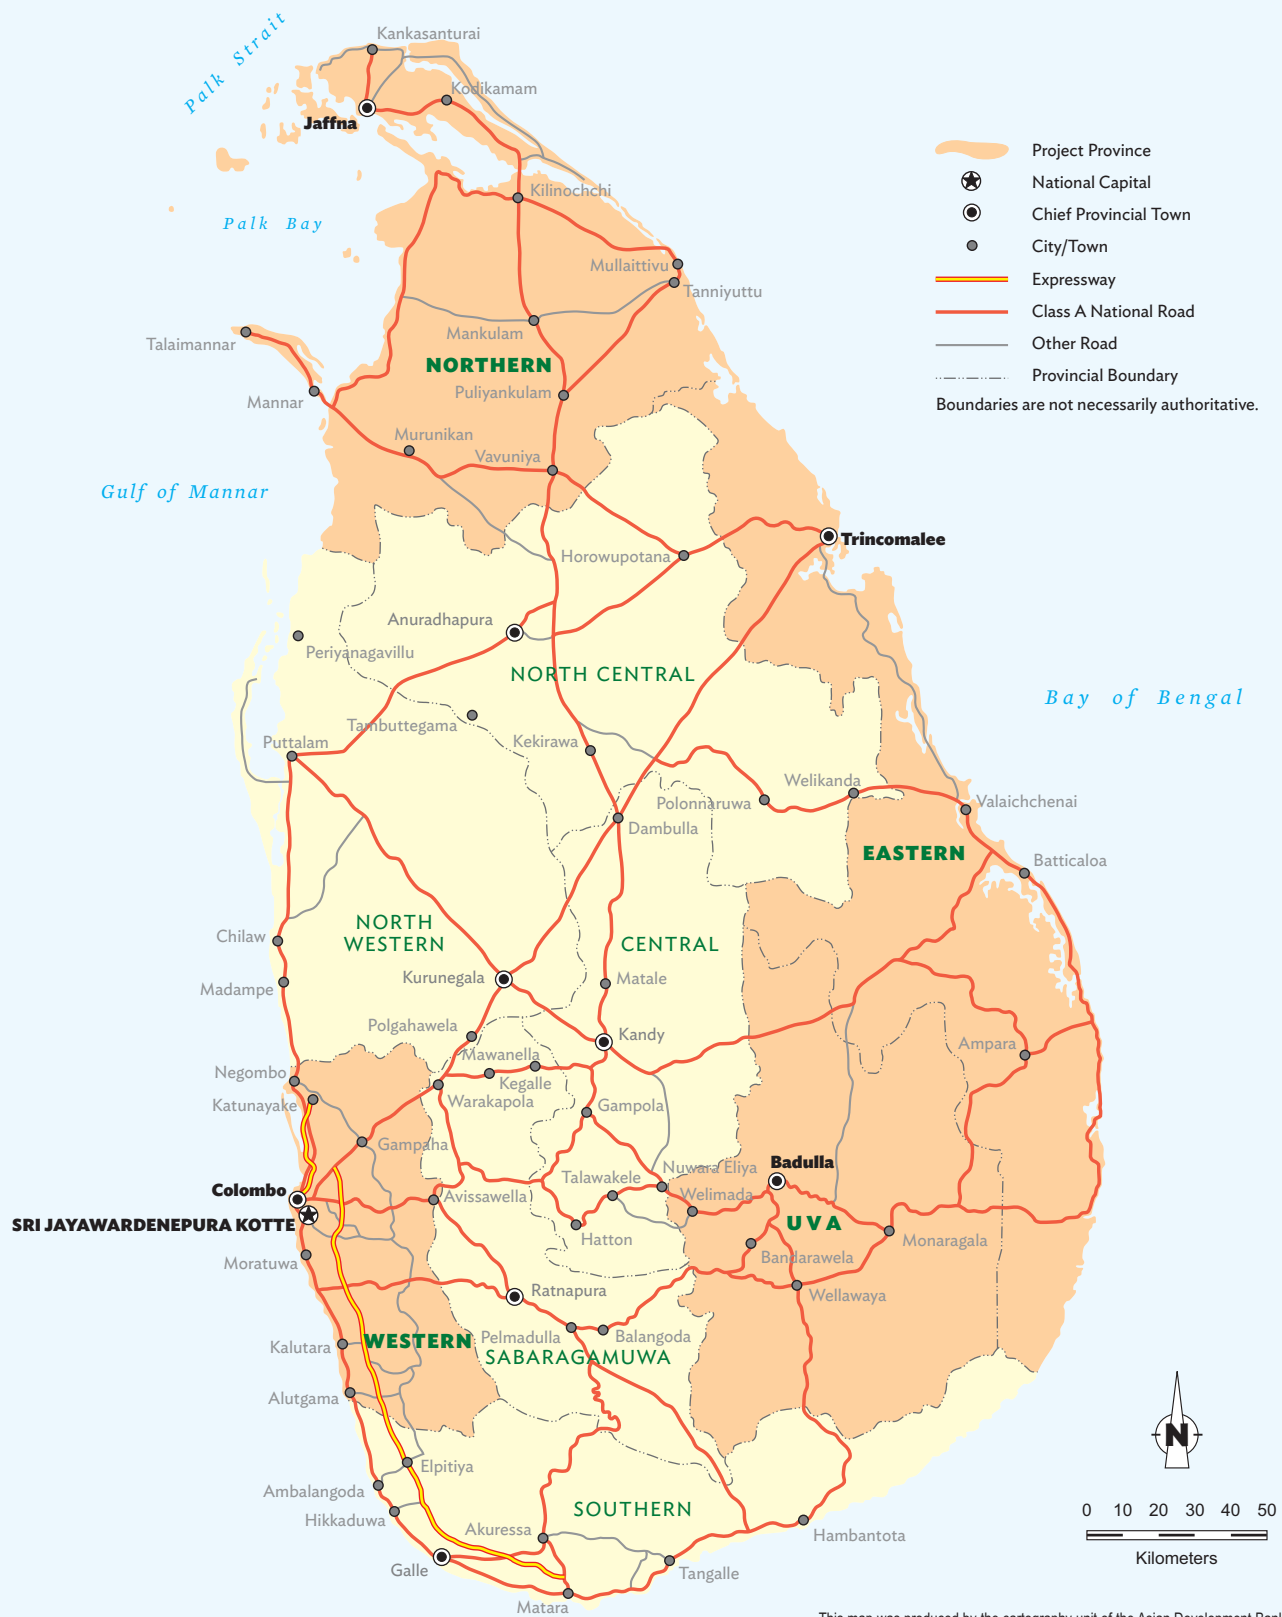 Palk Strait
Kankasanturai
Kodikamam
Jaffna
Project Province
National Capital
Kilinochchi
Chief Provincial Town
Palk Bay
City/Town
Mullaittivu
Expressway
Tanniyuttu
Class A National Road
Mankulam
Talaimannar
Other Road
NORTHERN
Provincial Boundary
Puliyankulam
Mannar
Boundaries are not necessarily authoritative.
Murunikan
Vavuniya
Gulf of Mannar
Trincomalee
Horowupotana
Anuradhapura
Periyanagavillu
NORTH CENTRAL
Bay of Bengal
Tambuttegama
Puttalam
Kekirawa
Welikanda
Polonnaruwa
Valaichchenai
Dambulla
EASTERN
Batticaloa
NORTH
WESTERN
Chilaw
CENTRAL
Kurunegala
Matale
Madampe
Polgahawela
Kandy
Ampara
Mawanella
Negombo
Kegalle
Katunayake
Warakapola
Gampola
Gampaha
Badulla
Nuwara Eliya
Talawakele
Colombo
Avissawella
Welimada
SRI JAYAWARDENEPURA KOTTE
UVA
Hatton
Monaragala
Bandarawela
Moratuwa
Ratnapura
Wellawaya
Pelmadulla
Balangoda
WESTERN
Kalutara
SABARAGAMUWA
Alutgama
N
Elpitiya
Ambalangoda
SOUTHERN
0 10 20 30 40 50
Hikkaduwa
Akuressa
Hambantota
Kilometers
Galle
Tangalle
Matara